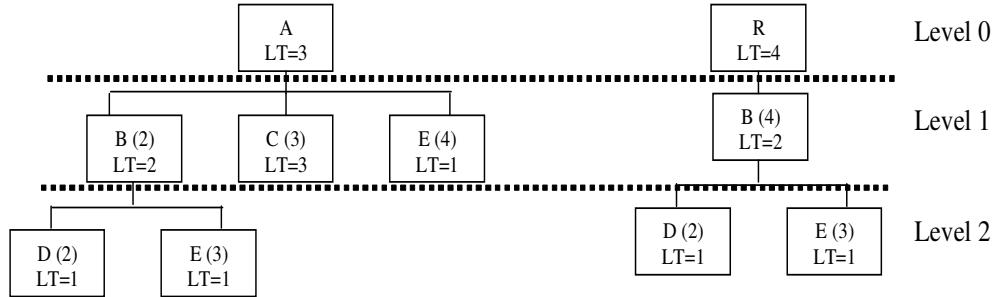 A
LT=3
R
LT=4
Level 0
B (2)
LT=2
C (3)
LT=3
E (4)
LT=1
B (4)
LT=2
Level 1
D (2)
LT=1
E (3)
LT=1
D (2)
LT=1
E (3)
LT=1
Level 2